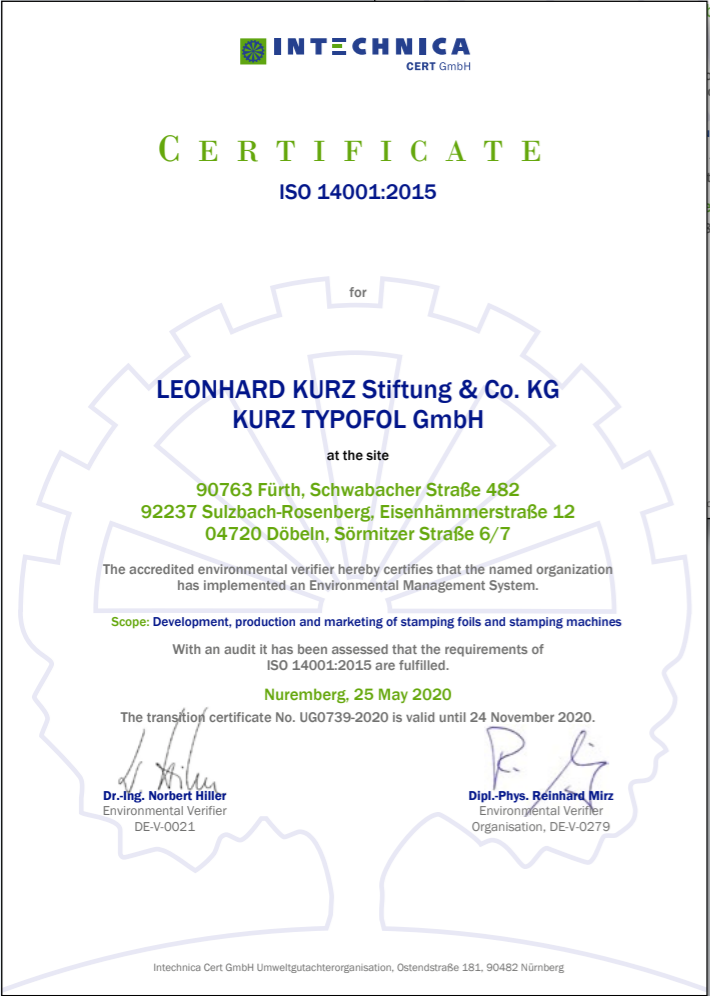 INTECHNICA
CERT GmbH
CERTIFICATE
ISO 14001:2015
for
LEONHARD KURZ Stiftung & Co. KG
KURZ TYPOFOL GmbH
at the site
90763 Fürth, Schwabacher Straße 482
92237 Sulzbach-Rosenberg, Eisenhämmerstraße 12
04720 Döbeln, Sörmitzer Straße 6/7
The accredited environmental verifier hereby certifies that the named organization
has implemented an Environmental Management System.
Scope: Development, production and marketing of stamping foils and stamping machines
With an audit it has been assessed that the requirements of
ISO 14001:2015 are fulfilled.
Nuremberg, 25 May 2020
The transition certificate No. UG0739-2020 is valid until 24 November 2020.
Dr.-Ing. Norbert Hiller
Environmental Verifier
DE-V-0021
Dipl.-Phys. Reinhard Mirz
Environmental Verifier
Organisation, DE-V-0279
Intechnica Cert GmbH Umweltgutachterorganisation, Ostendstraße 181, 90482 Nürnberg